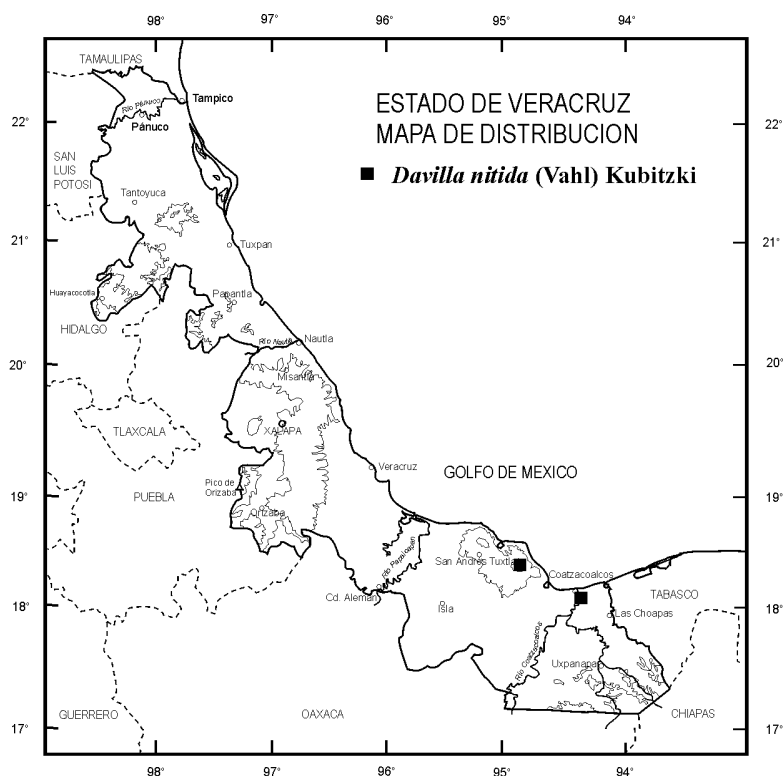 98° 97° 96° 95° 94°
TAMAULIPAS
Río Pánuco
Tampico
Pánuco
22° 22°
ESTADO DE VERACRUZ
MAPA DE DISTRIBUCION
Davilla nitida (Vahl) Kubitzki
SAN
LUIS
POTOSI
Tantoyuca
21° 21°
Tuxpan
Huayacocotla
Papantla
HIDALGO
Río Nautla
Nautla
20° 20°
Misantla
TLAXCALA
XALAPA
Veracruz
GOLFO DE MEXICO
Pico de
Orizaba
19° 19°
PUEBLA
Orizaba
Río Papaloapan
San Andrés Tuxtla
Coatzacoalcos
Cd. Alemán
TABASCO
18° 18°
Isla
Las Choapas
Río Coatzacoalcos
Uxpanapa
GUERRERO
OAXACA
CHIAPAS
17° 17°
98° 97° 96° 95° 94°